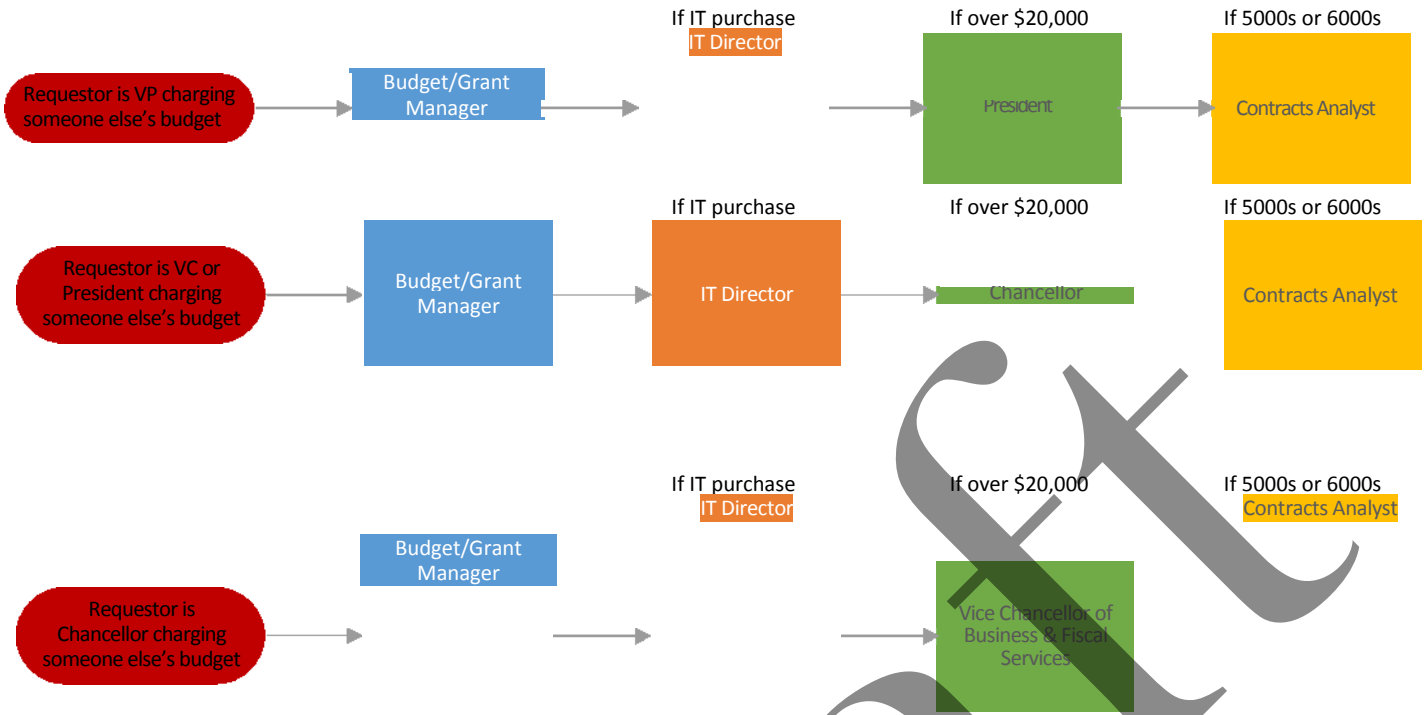 If IT purchase
IT Director
If over $20,000
If 5000s or 6000s
Requestor is VP charging
someone else's budget
Budget/Grant
Manager
President
Contracts Analyst
If IT purchase
If over $20,000
If 5000s or 6000s
Requestor is VC or
President charging
someone else's budget
Budget/Grant
Manager
IT Director
Chancellor
Contracts Analyst
If IT purchase
IT Director
If over $20,000
If 5000s or 6000s
Contracts Analyst
Budget/Grant
Manager
Requestor is
Chancellor charging
someone else's budget
Vice Chancellor of
Business & Fiscal
Services